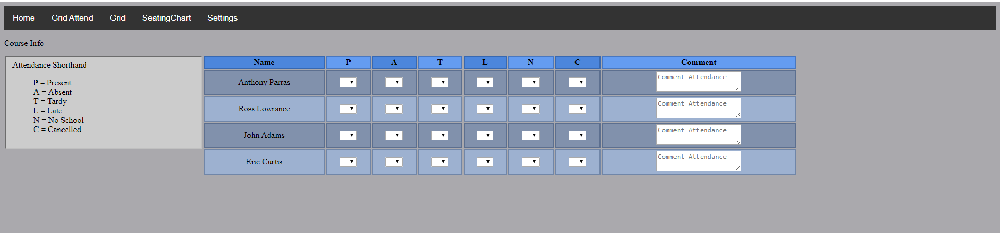 Home Grid Attend Grid SeatingChart Settings
Course Info
Attendance Shorthand
P = Present
A = Absent
T = Tardy
L = Late
N = No School
C = Cancelled
Name P A T L N C Comment
Anthony Parras Comment Attendance
Ross Lowrance Comment Attendance
John Adams Comment Attendance
Eric Curtis Comment Attendance